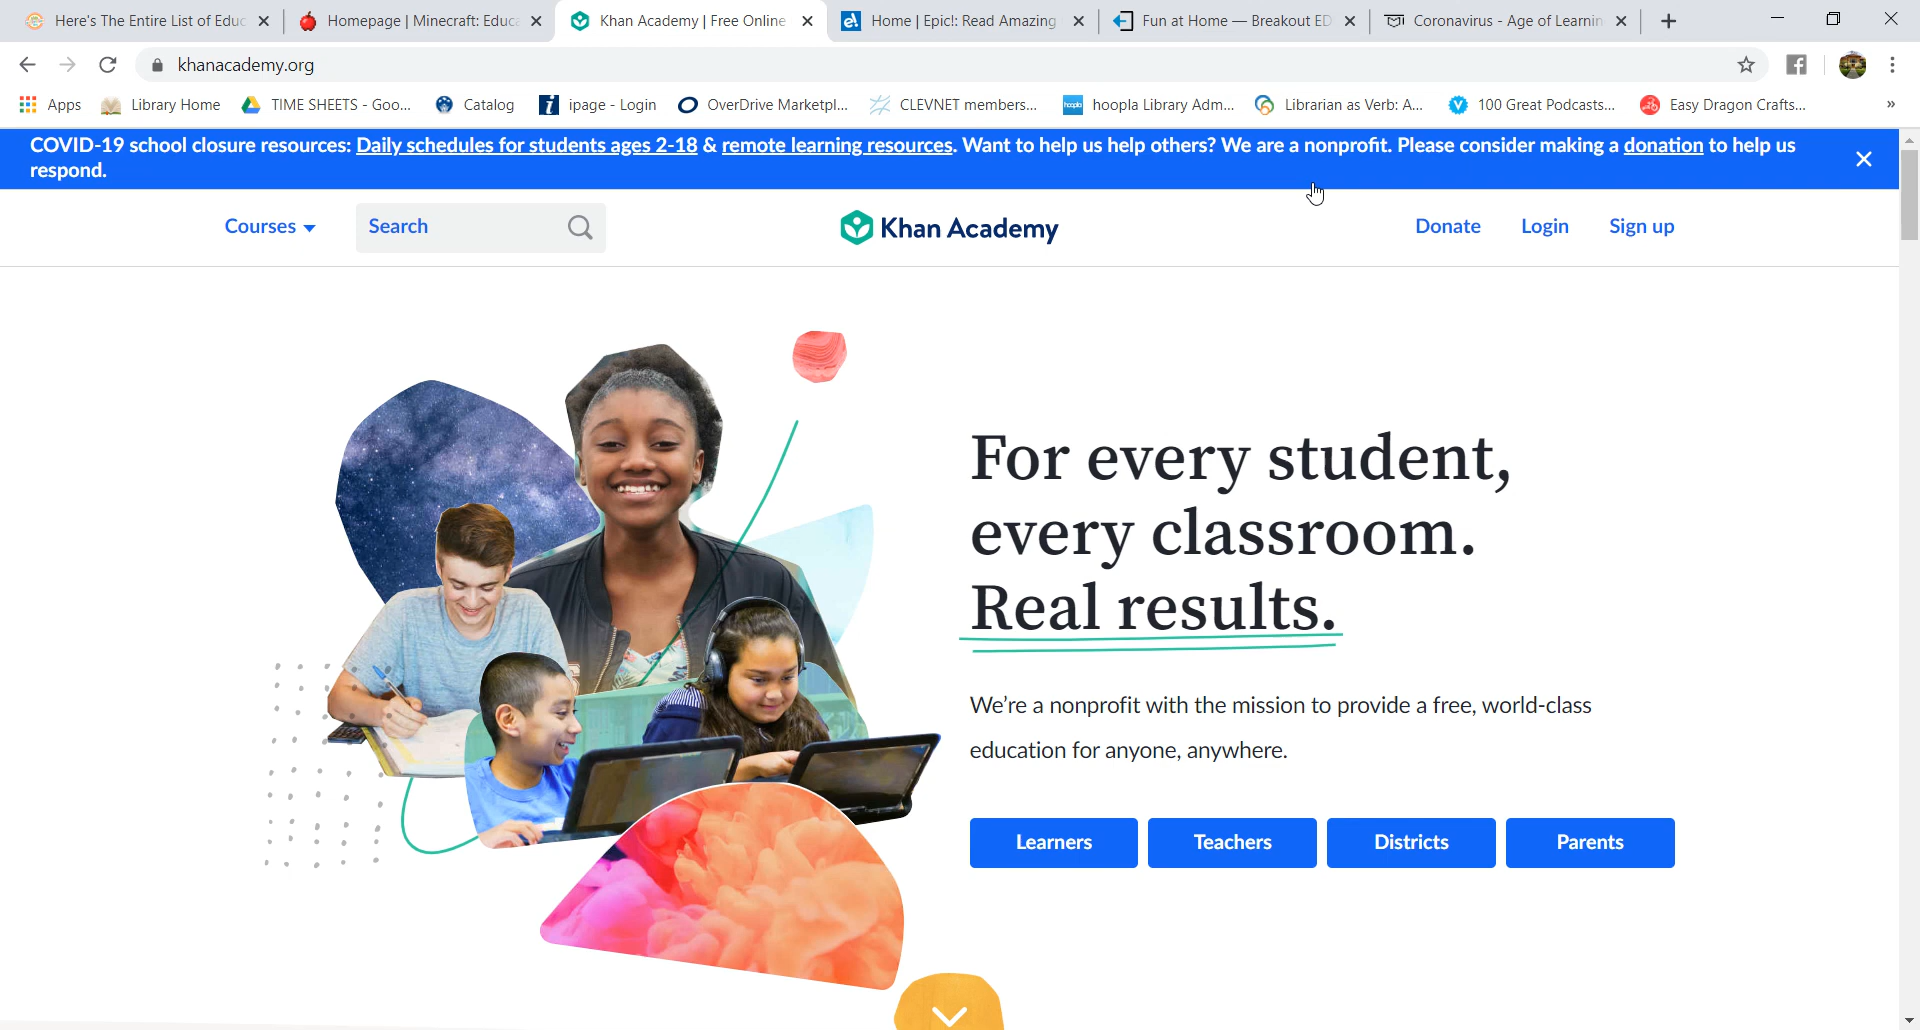 Here's The Entire List of Educ
Homepage | Minecraft: Educa
Khan Academy | Free Online
Home | Epic!: Read Amazing
Fun at Home — Breakout ED
Coronavirus - Age of Learnin
khanacademy.org
Apps
Library Home
TIME SHEETS - Goo...
Catalog
ipage - Login
OverDrive Marketpl...
CLEVNET members...
hoopla Library Adm...
Librarian as Verb: A...
100 Great Podcasts...
Easy Dragon Crafts...
»
COVID-19 school closure resources: Daily schedules for students ages 2-18 & remote learning resources. Want to help us help others? We are a nonprofit. Please consider making a donation to help us
respond.
Courses
Search
Khan Academy
Donate
Login
Sign up
For every student,
every classroom.
Real results.
We're a nonprofit with the mission to provide a free, world-class
education for anyone, anywhere.
Learners
Teachers
Districts
Parents